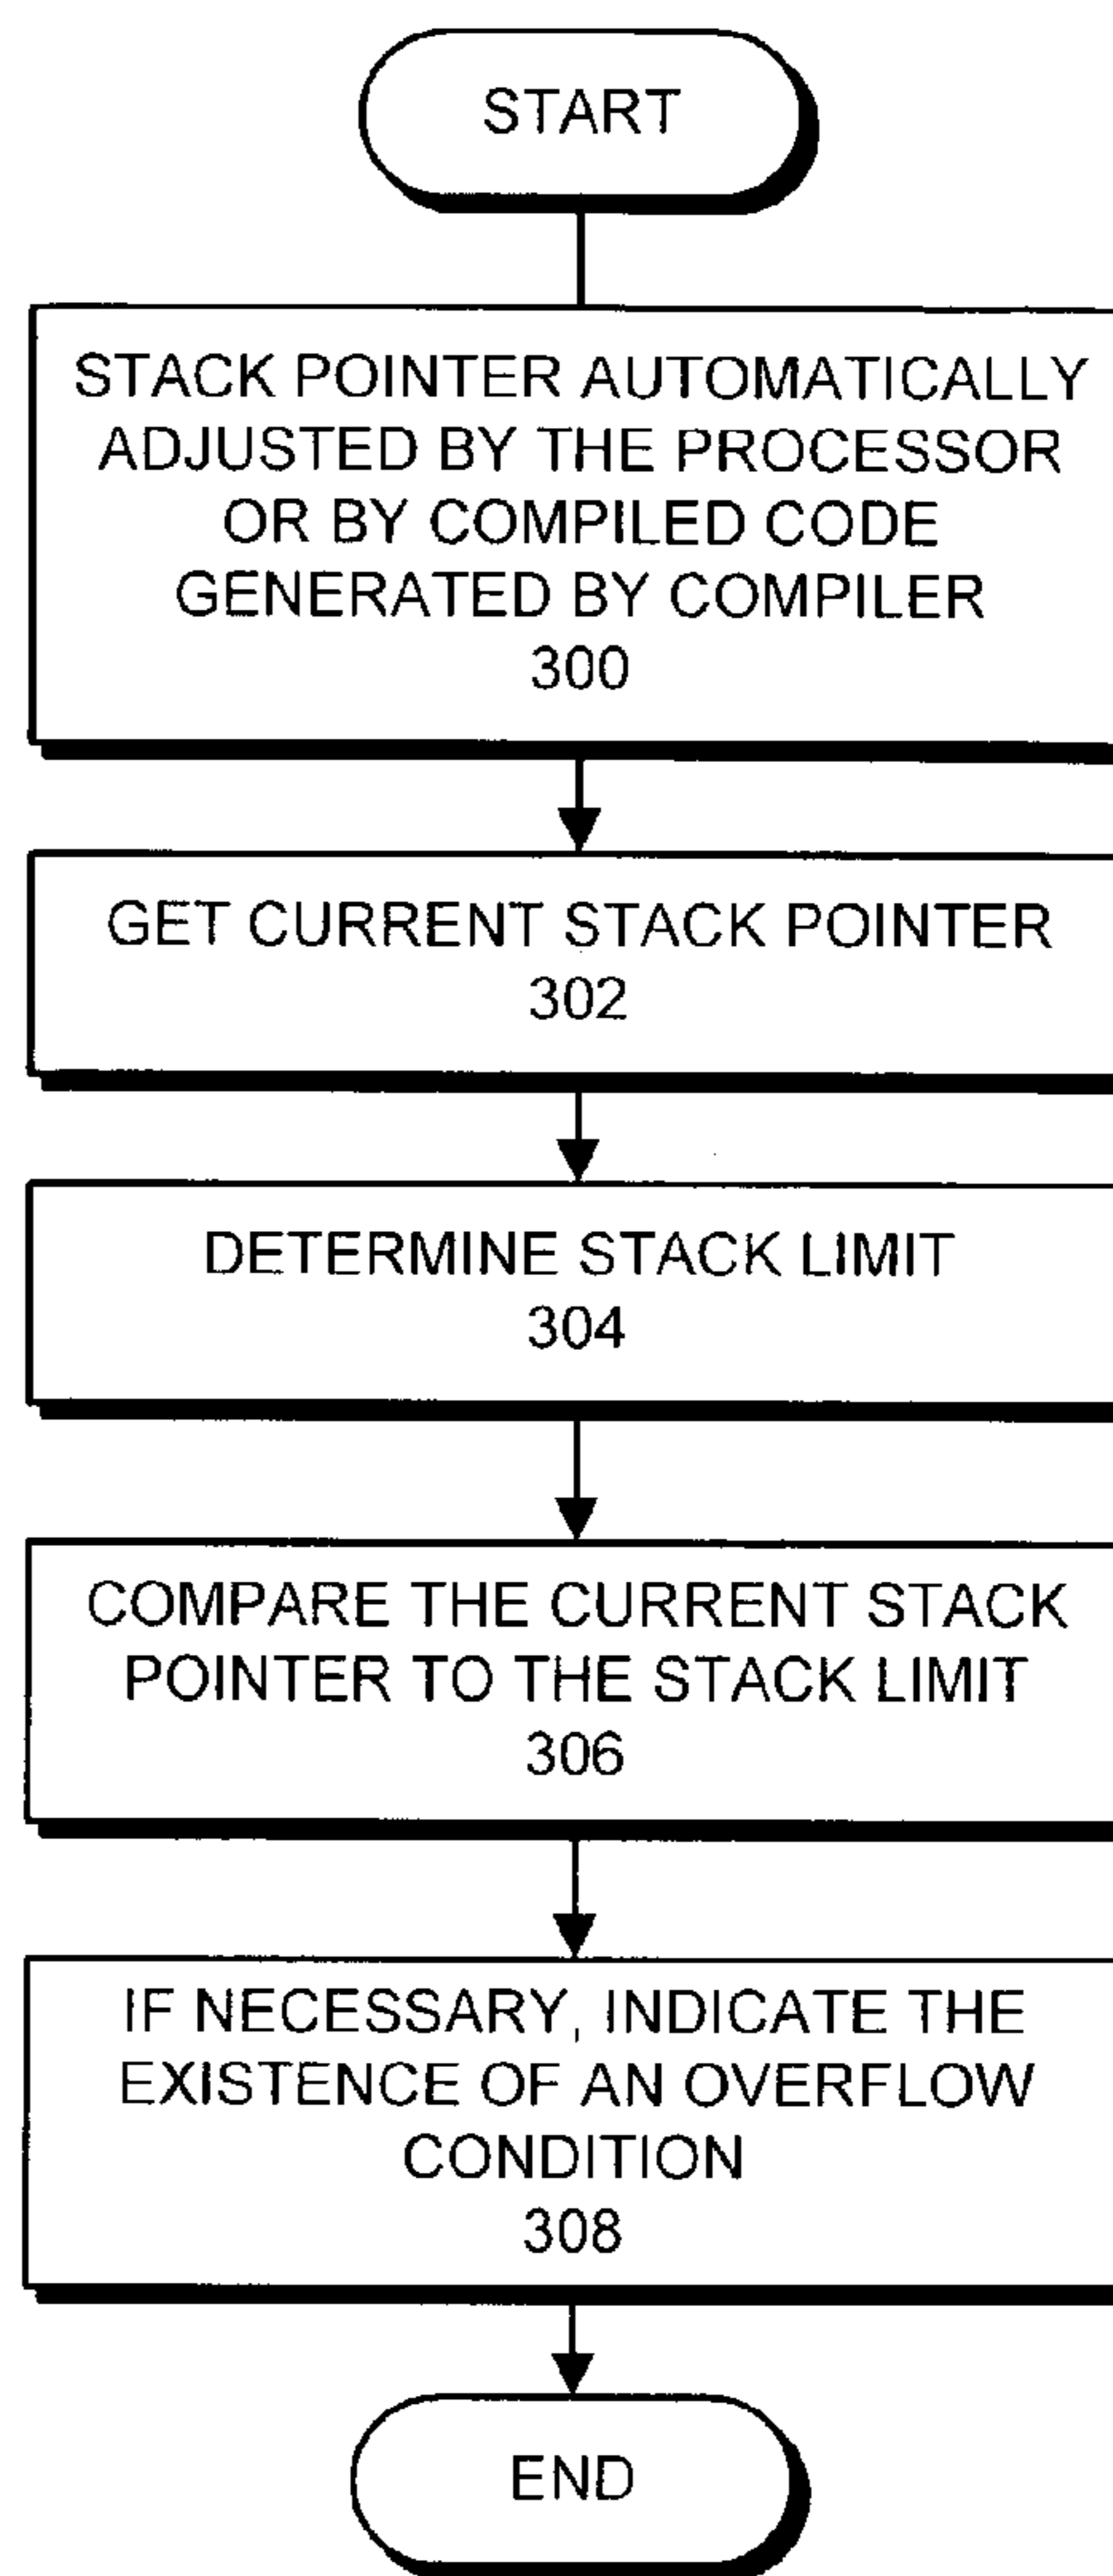 START
STACK POINTER AUTOMATICALLY
ADJUSTED BY THE PROCESSOR
OR BY COMPILED CODE
GENERATED BY COMPILER
300
GET CURRENT STACK POINTER
302
DETERMINE STACK LIMIT
304
COMPARE THE CURRENT STACK
POINTER TO THE STACK LIMIT
306
IF NECESSARY, INDICATE THE
EXISTENCE OF AN OVERFLOW
CONDITION
308
END